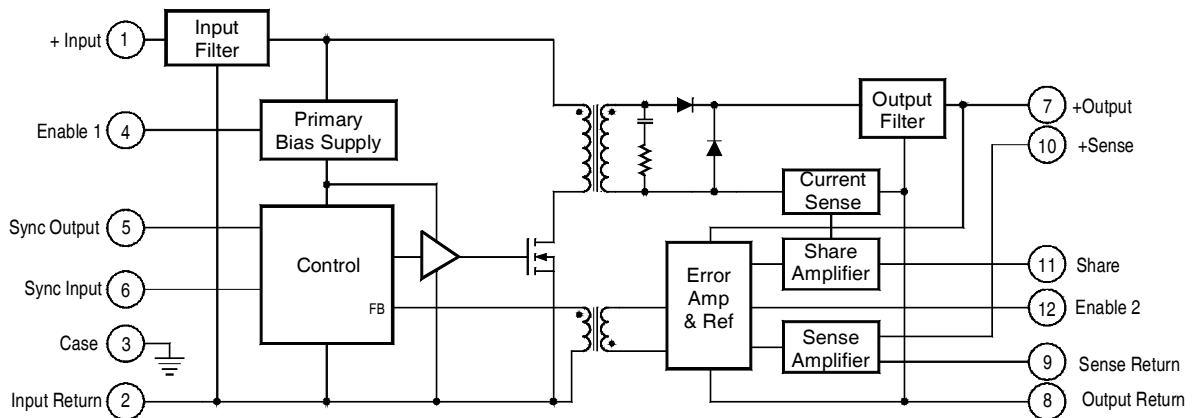 + Input 1
Input
Filter
Enable 1 4
Primary
Bias Supply
Output
Filter
7 +Output
10 +Sense
Current
Sense
Sync Output 5
Control
Sync Input 6
FB
Error
Amp
& Ref
Share
Amplifier
11 Share
12 Enable 2
Case 3
Sense
Amplifier
9 Sense Return
Input Return 2
8 Output Return